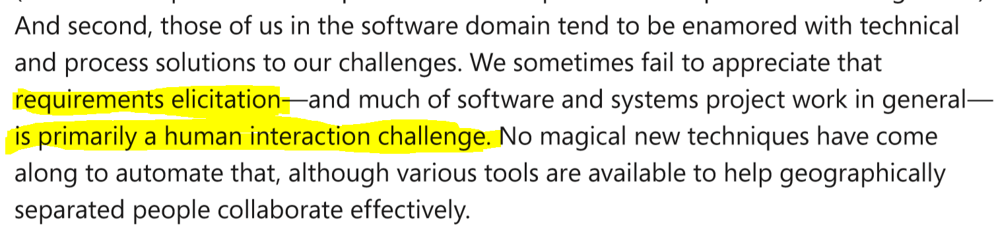 And second, those of us in the software domain tend to be enamored with technical
and process solutions to our challenges. We sometimes fail to appreciate that
requirements elicitation—and much of software and systems project work in general—
is primarily a human interaction challenge. No magical new techniques have come
along to automate that, although various tools are available to help geographically
separated people collaborate effectively.